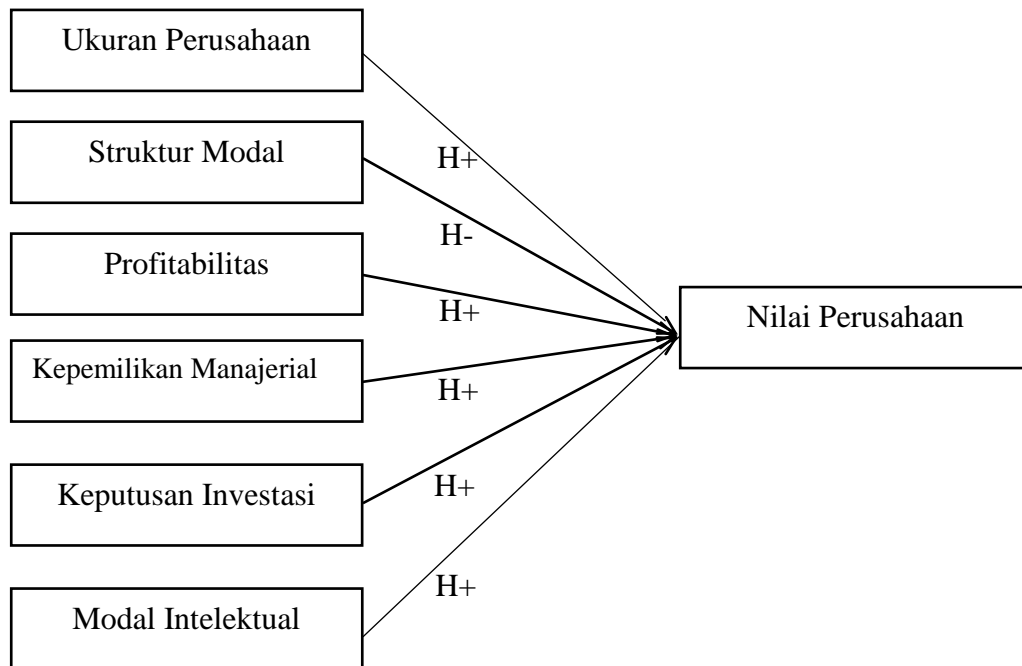 Ukuran Perusahaan
Struktur Modal
H+
H-
Profitabilitas
H+
Nilai Perusahaan
Kepemilikan Manajerial
H+
Keputusan Investasi
H+
H+
Modal Intelektual